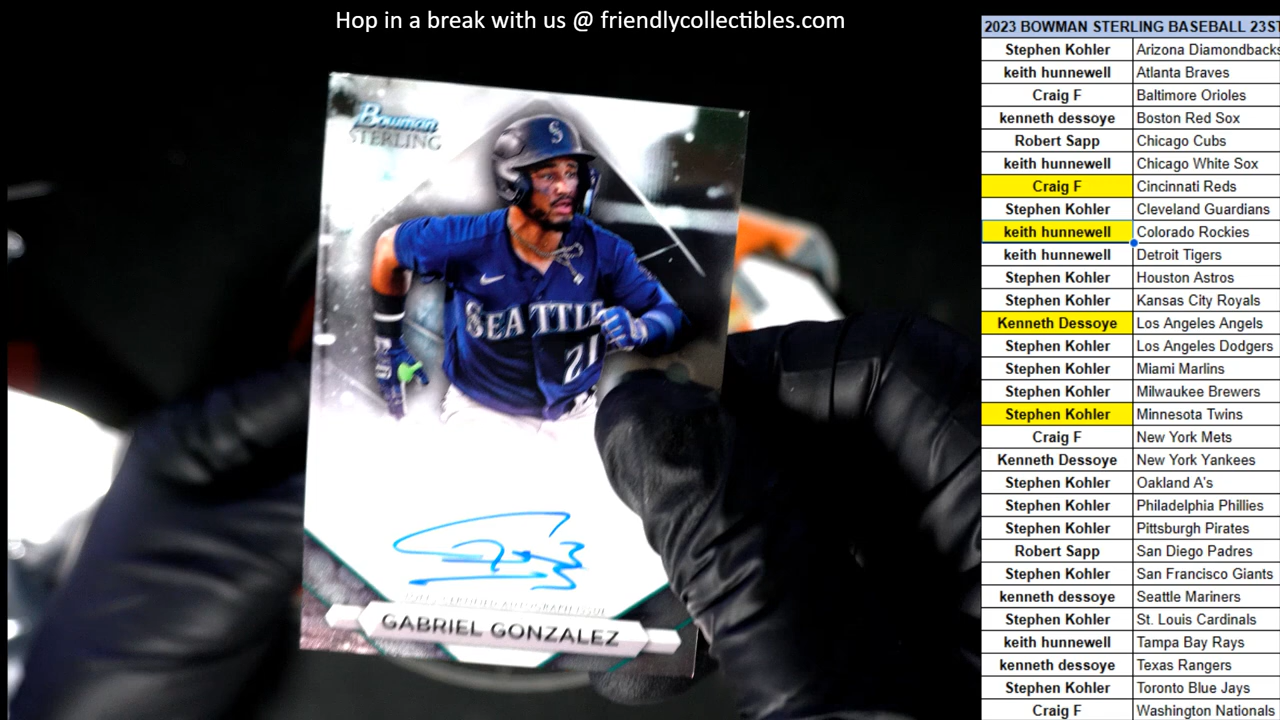 Hop in a break with us @ friendlycollectibles.com
Bowman
STERLING
S
SEATTLE
21
TOPPS CERTIFIED AUTOGRAPH ISSUE
GABRIEL GONZALEZ
2023 BOWMAN STERLING BASEBALL 23ST
Stephen Kohler Arizona Diamondbacks
keith hunnewell Atlanta Braves
Craig F Baltimore Orioles
kenneth dessoye Boston Red Sox
Robert Sapp Chicago Cubs
keith hunnewell Chicago White Sox
Craig F Cincinnati Reds
Stephen Kohler Cleveland Guardians
keith hunnewell Colorado Rockies
keith hunnewell Detroit Tigers
Stephen Kohler Houston Astros
Stephen Kohler Kansas City Royals
Kenneth Dessoye Los Angeles Angels
Stephen Kohler Los Angeles Dodgers
Stephen Kohler Miami Marlins
Stephen Kohler Milwaukee Brewers
Stephen Kohler Minnesota Twins
Craig F New York Mets
Kenneth Dessoye New York Yankees
Stephen Kohler Oakland A's
Stephen Kohler Philadelphia Phillies
Stephen Kohler Pittsburgh Pirates
Robert Sapp San Diego Padres
Stephen Kohler San Francisco Giants
kenneth dessoye Seattle Mariners
Stephen Kohler St. Louis Cardinals
keith hunnewell Tampa Bay Rays
kenneth dessoye Texas Rangers
Stephen Kohler Toronto Blue Jays
Craig F Washington Nationals